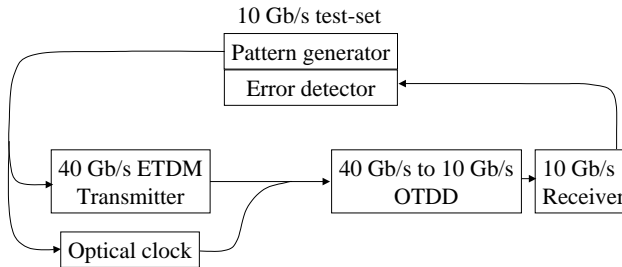 10 Gb/s test-set
Pattern generator
Error detector
40 Gb/s ETDM
Transmitter
40 Gb/s to 10 Gb/s
OTDD
10 Gb/s
Receiver
Optical clock